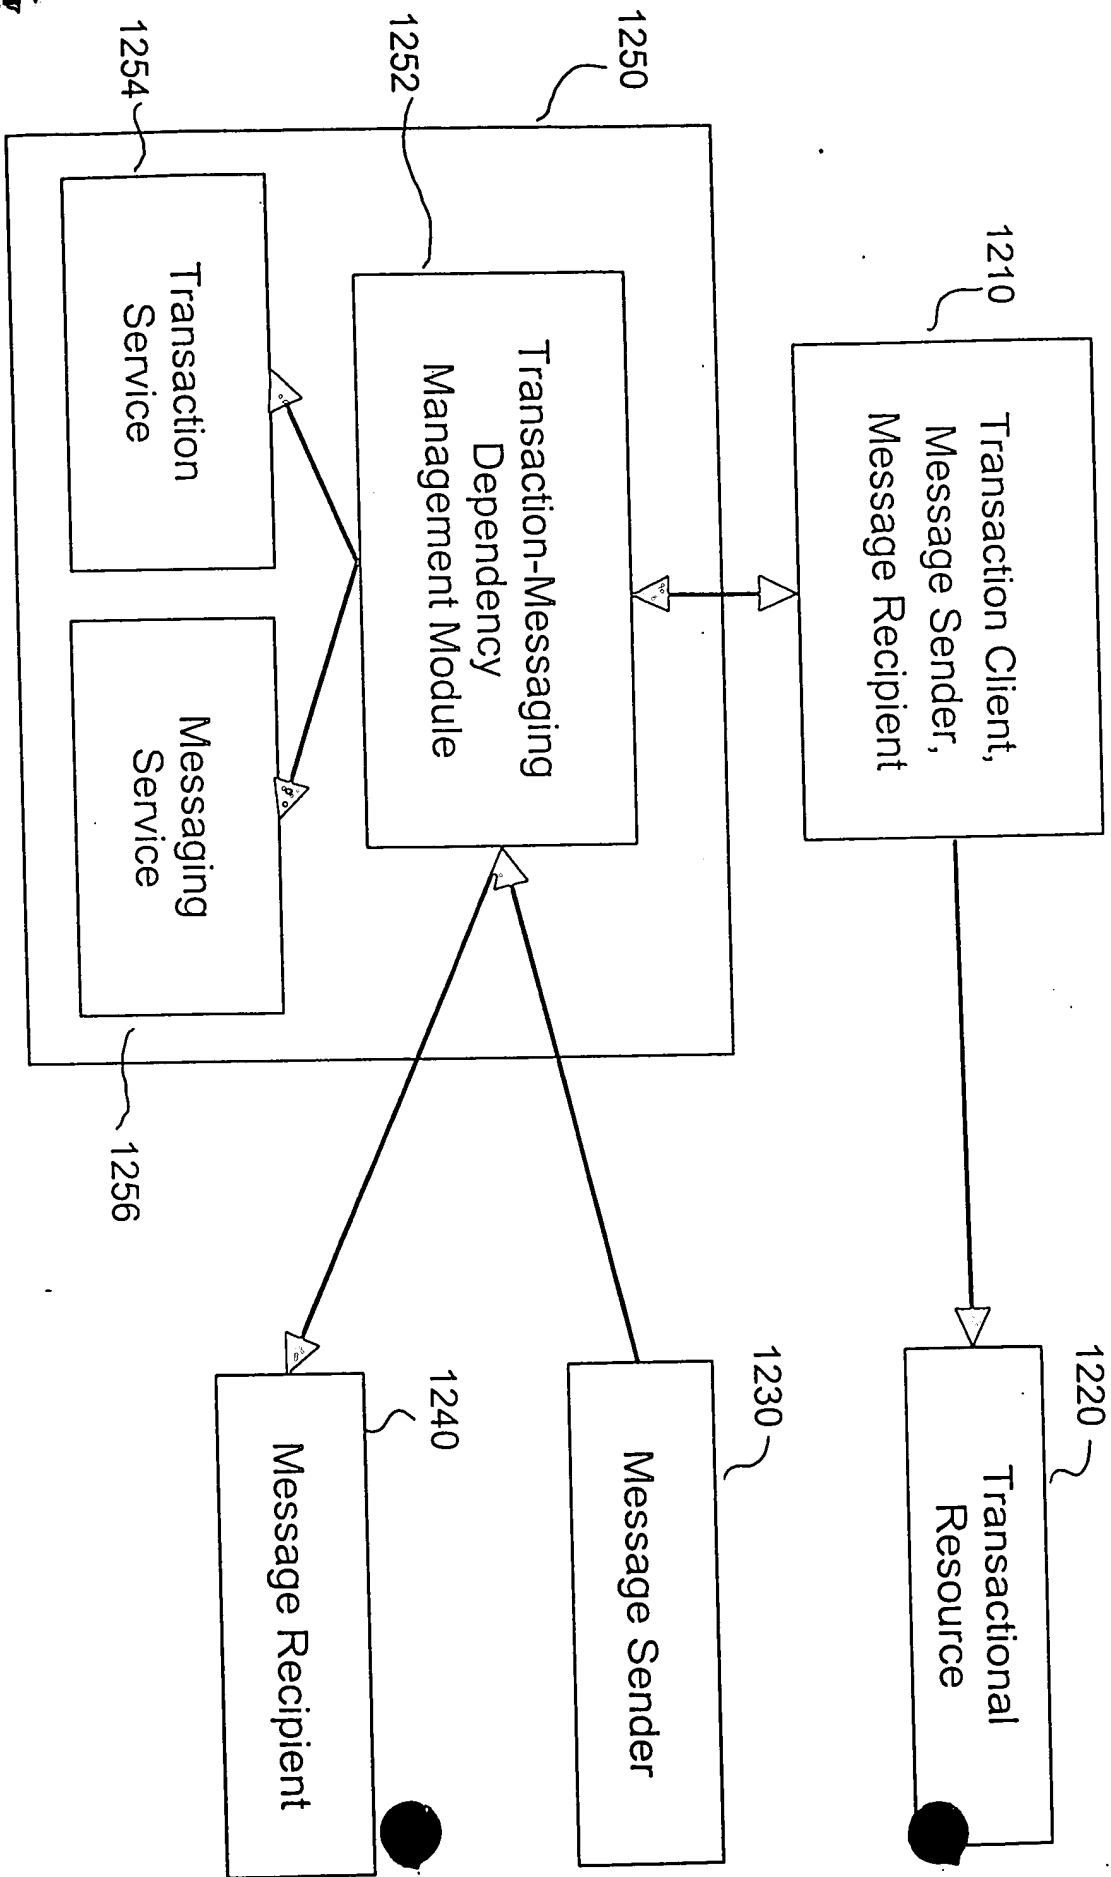 1210
Transaction Client,
Message Sender,
Message Recipient
1220
Transactional
Resource
1250
1252
Transaction-Messaging
Dependency
Management Module
1230
Message Sender
1254
Transaction
Service
Messaging
Service
1256
1240
Message Recipient